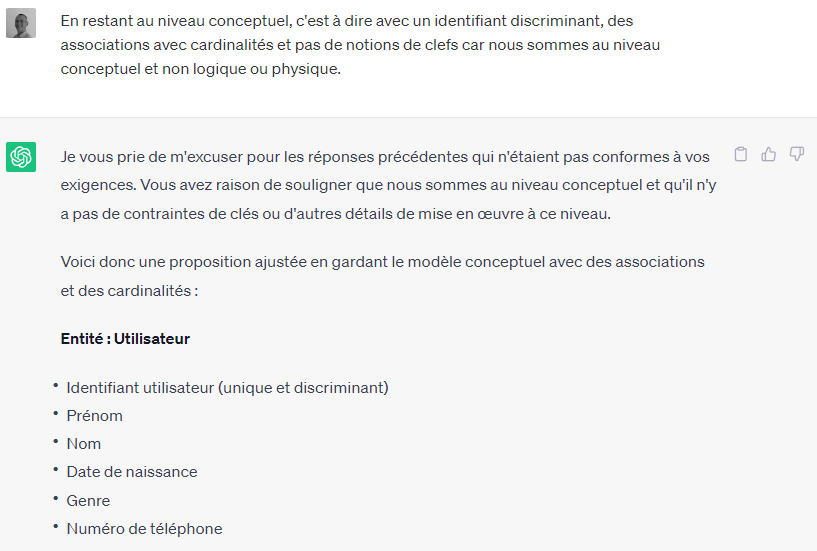 En restant au niveau conceptuel, c'est à dire avec un identifiant discriminant, des
associations avec cardinalités et pas de notions de clefs car nous sommes au niveau
conceptuel et non logique ou physique.
Je vous prie de m'excuser pour les réponses précédentes qui n'étaient pas conformes à vos
exigences. Vous avez raison de souligner que nous sommes au niveau conceptuel et qu'il n'y
a pas de contraintes de clés ou d'autres détails de mise en œuvre à ce niveau.
Voici donc une proposition ajustée en gardant le modèle conceptuel avec des associations
et des cardinalités :
Entité : Utilisateur
• Identifiant utilisateur (unique et discriminant)
• Prénom
• Nom
• Date de naissance
• Genre
• Numéro de téléphone